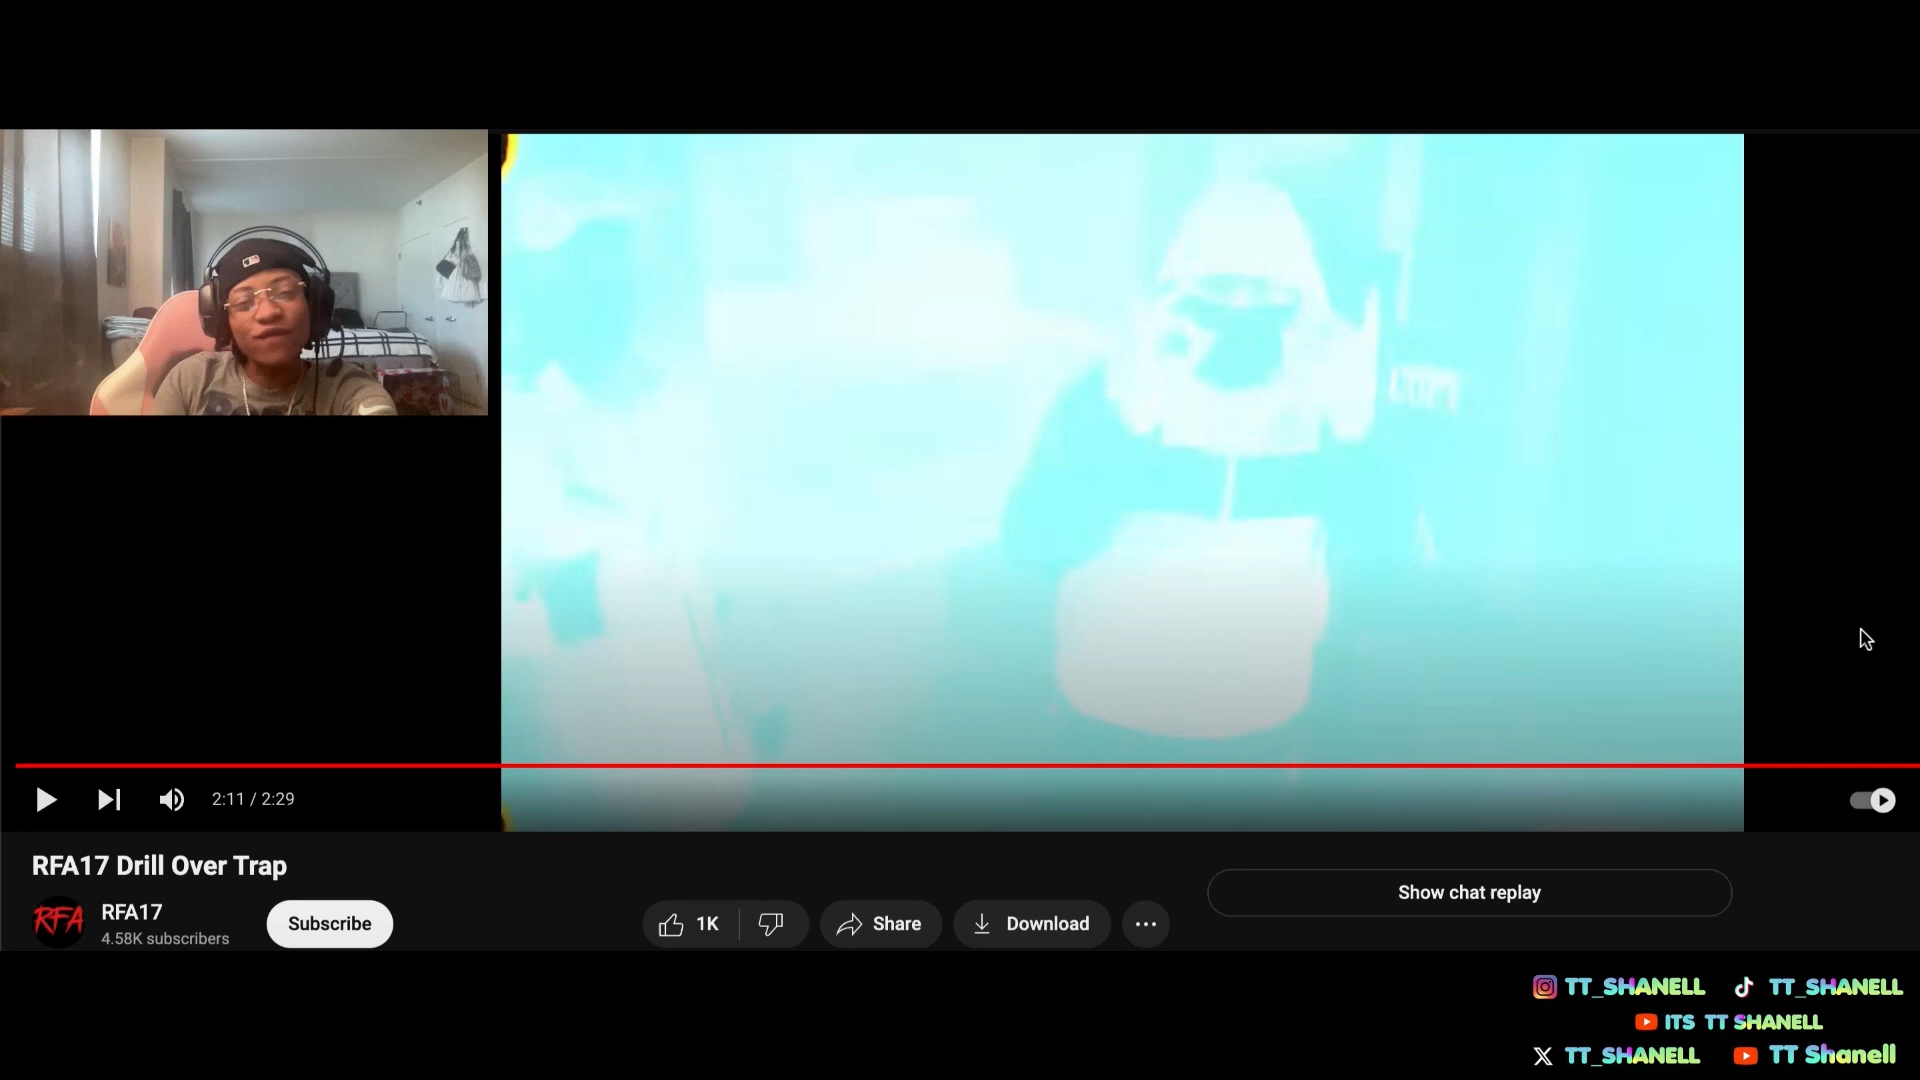 2:11 / 2:29
RFA17 Drill Over Trap
RFA
RFA17
4.58K subscribers
Subscribe
1K
Share
Download
Show chat replay
TT_SHANELL
TT_SHANELL
ITS TT SHANELL
TT_SHANELL
TT Shanell